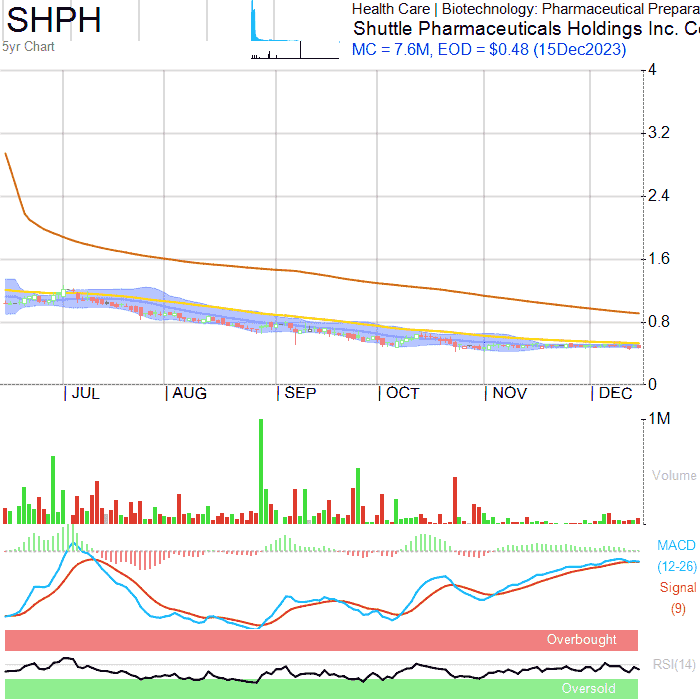 SHPH
5yr Chart
Health Care | Biotechnology: Pharmaceutical Prepara
Shuttle Pharmaceuticals Holdings Inc. Co
MC = 7.6M, EOD = $0.48 (15Dec2023)
4
3.2
2.4
1.6
0.8
0
JUL AUG SEP OCT NOV DEC
1M
Volume
MACD
(12-26)
Signal
(9)
Overbought
RSI(14)
Oversold